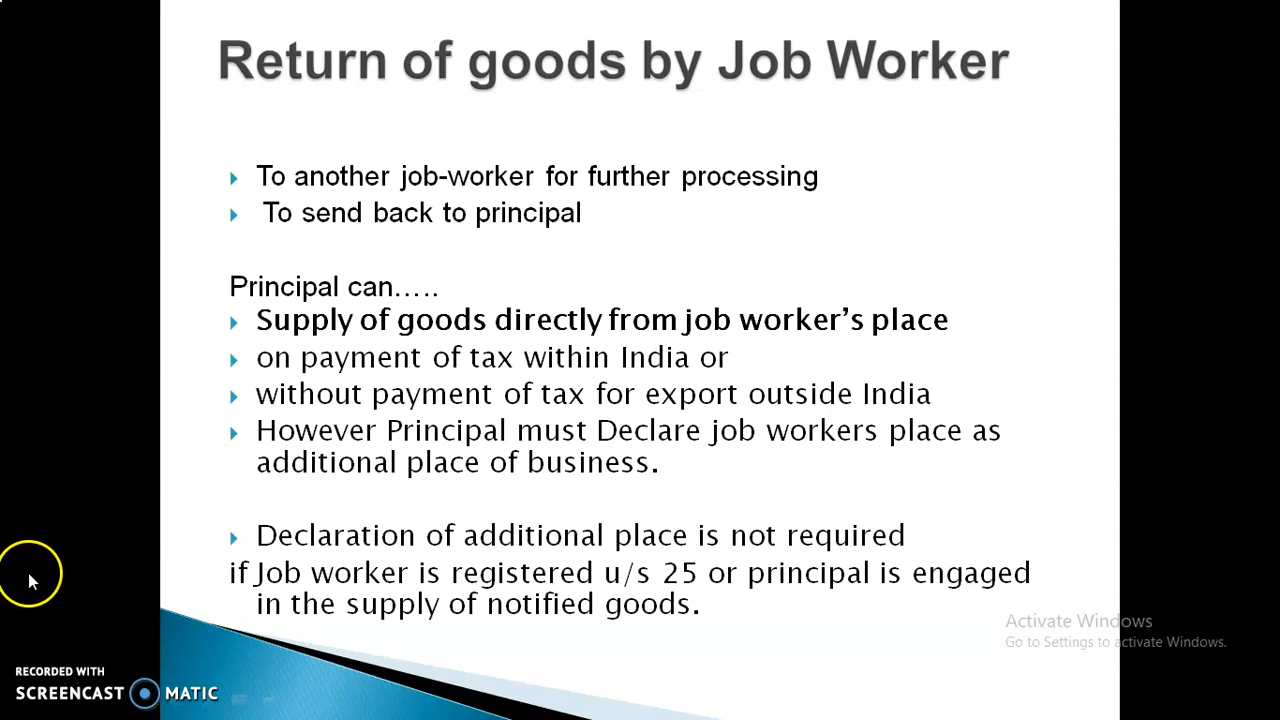 Return of goods by Job Worker
To another job-worker for further processing
To send back to principal
Principal can.....
Supply of goods directly from job worker's place
on payment of tax within India or
without payment of tax for export outside India
However Principal must Declare job workers place as
additional place of business.
Declaration of additional place is not required
if Job worker is registered u/s 25 or principal is engaged
in the supply of notified goods.
Activate Windows
Go to Settings to activate Windows.
RECORDED WITH
SCREENCAST MATIC